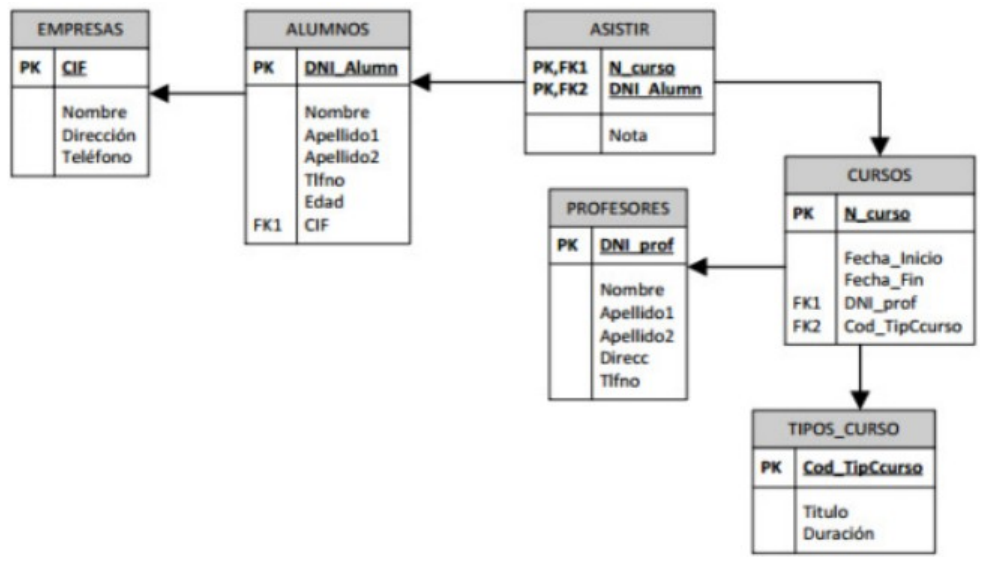 EMPRESAS
PK CIF
Nombre
Dirección
Teléfono
ALUMNOS
PK DNI_Alumn
Nombre
Apellido1
Apellido2
Tlfno
Edad
FK1 CIF
ASISTIR
PK,FK1 N_curso
PK,FK2 DNI_Alumn
Nota
PROFESORES
PK DNI_prof
Nombre
Apellido1
Apellido2
Direcc
Tlfno
CURSOS
PK N_curso
Fecha_Inicio
Fecha_Fin
FK1 DNI_prof
FK2 Cod_TipCcurso
TIPOS_CURSO
PK Cod_TipCcurso
Titulo
Duración